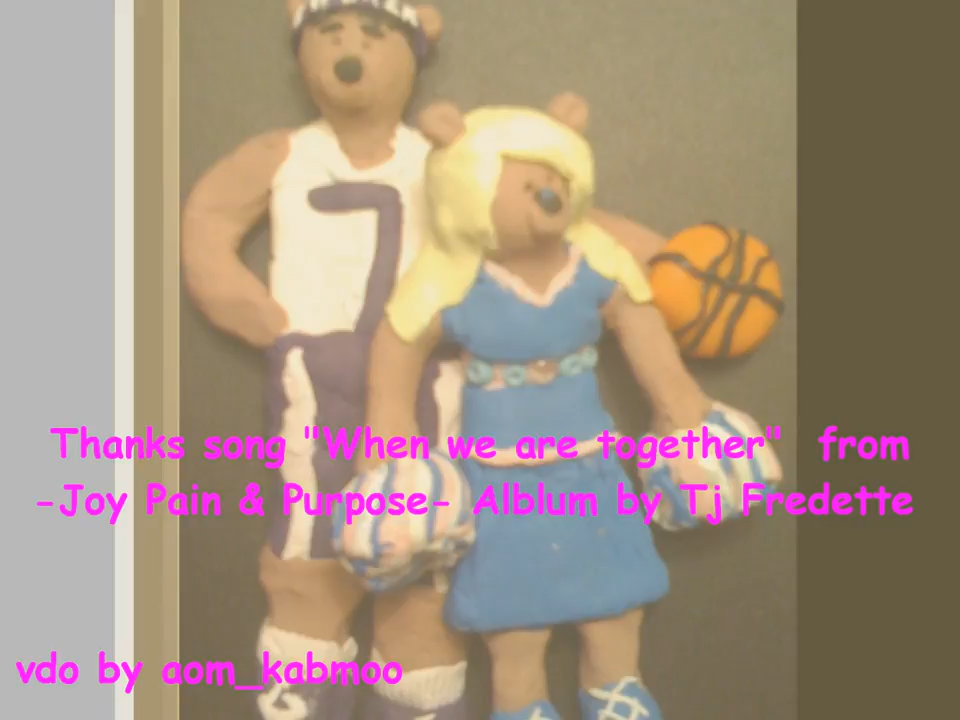 Thanks song "When we are together" from
-Joy Pain & Purpose- Alblum by Tj Fredette
vdo by aom_kabmoo
7